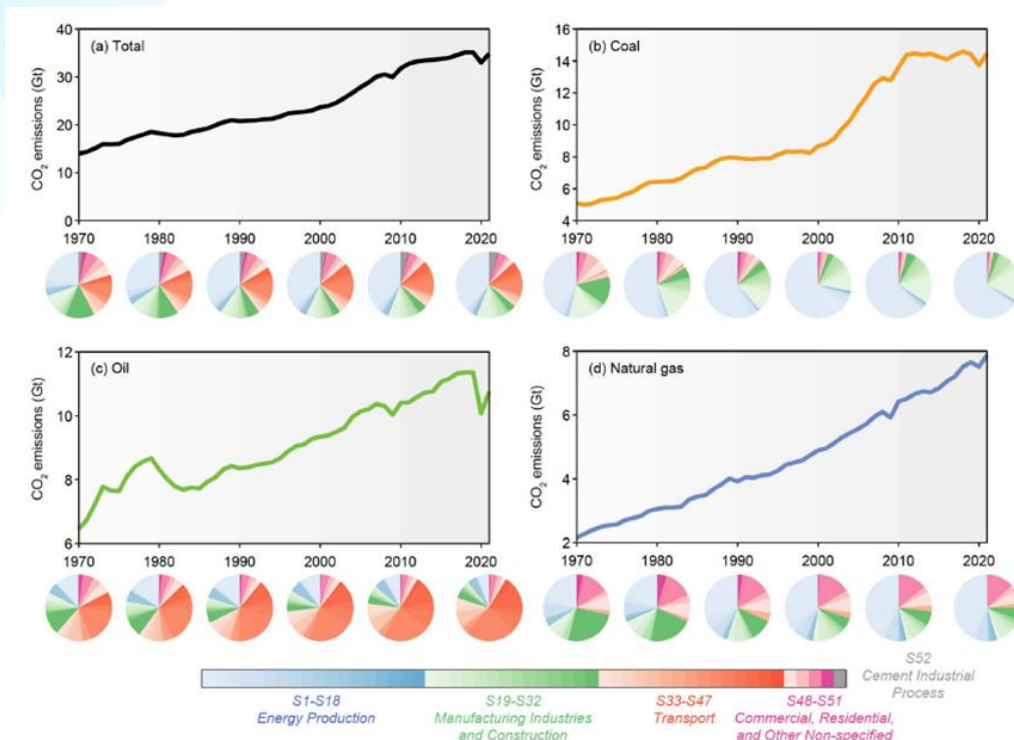 (a) Total
CO₂ emissions (Gt)
40
30
20
10
0
1970 1980 1990 2000 2010 2020
(b) Coal
CO₂ emissions (Gt)
16
14
12
10
8
6
4
1970 1980 1990 2000 2010 2020
(c) Oil
CO₂ emissions (Gt)
12
10
8
6
1970 1980 1990 2000 2010 2020
(d) Natural gas
CO₂ emissions (Gt)
8
6
4
2
1970 1980 1990 2000 2010 2020
S1-S18
Energy Production
S19-S32
Manufacturing Industries
and Construction
S33-S47
Transport
S48-S51
Commercial, Residential,
and Other Non-specified
S52
Cement Industrial
Process